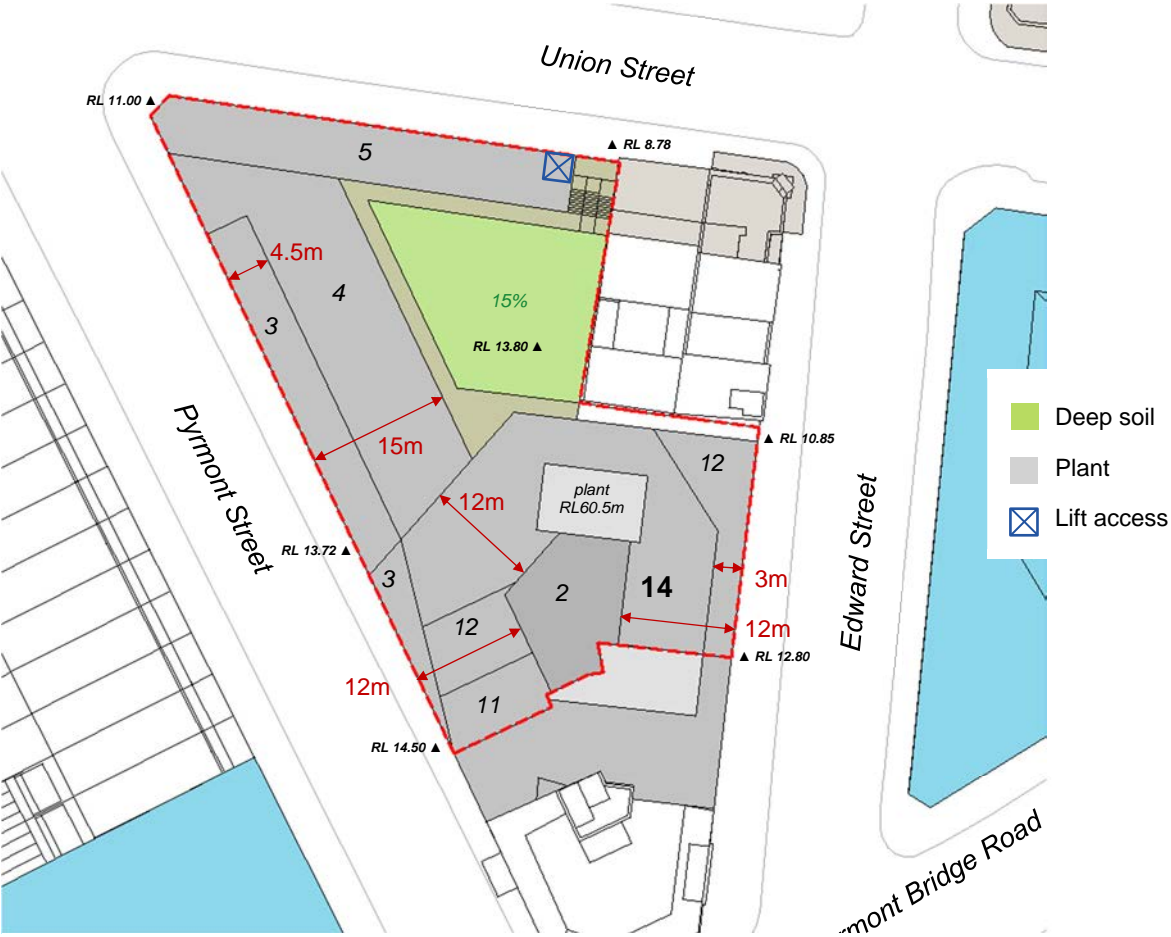 Union Street
RL 11.00 ▲
▲ RL 8.78
5
4.5m
4
3
15%
RL 13.80 ▲
Deep soil
Plant
Lift access
Pyrmont Street
15m
▲ RL 10.85
12
plant
RL60.5m
12m
RL 13.72 ▲
3
2
14
3m
Edward Street
12
12m
▲ RL 12.80
12m
11
RL 14.50 ▲
rmont Bridge Road